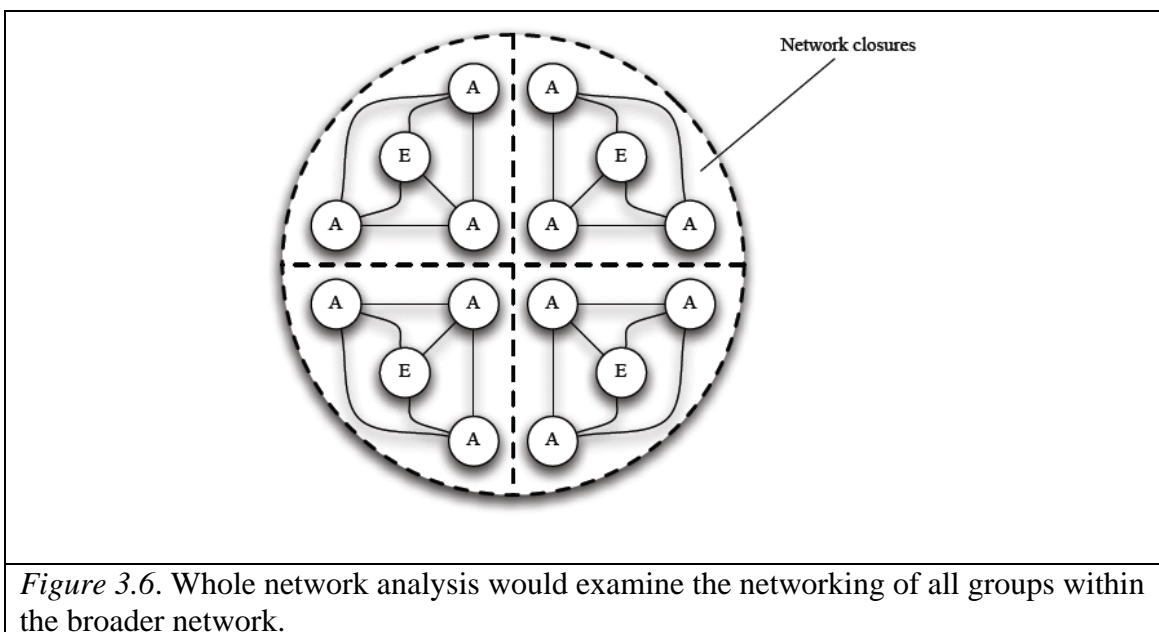 Network closures
A A
E E
A A A A
A A A A
E E
A A
Figure 3.6. Whole network analysis would examine the networking of all groups within
the broader network.